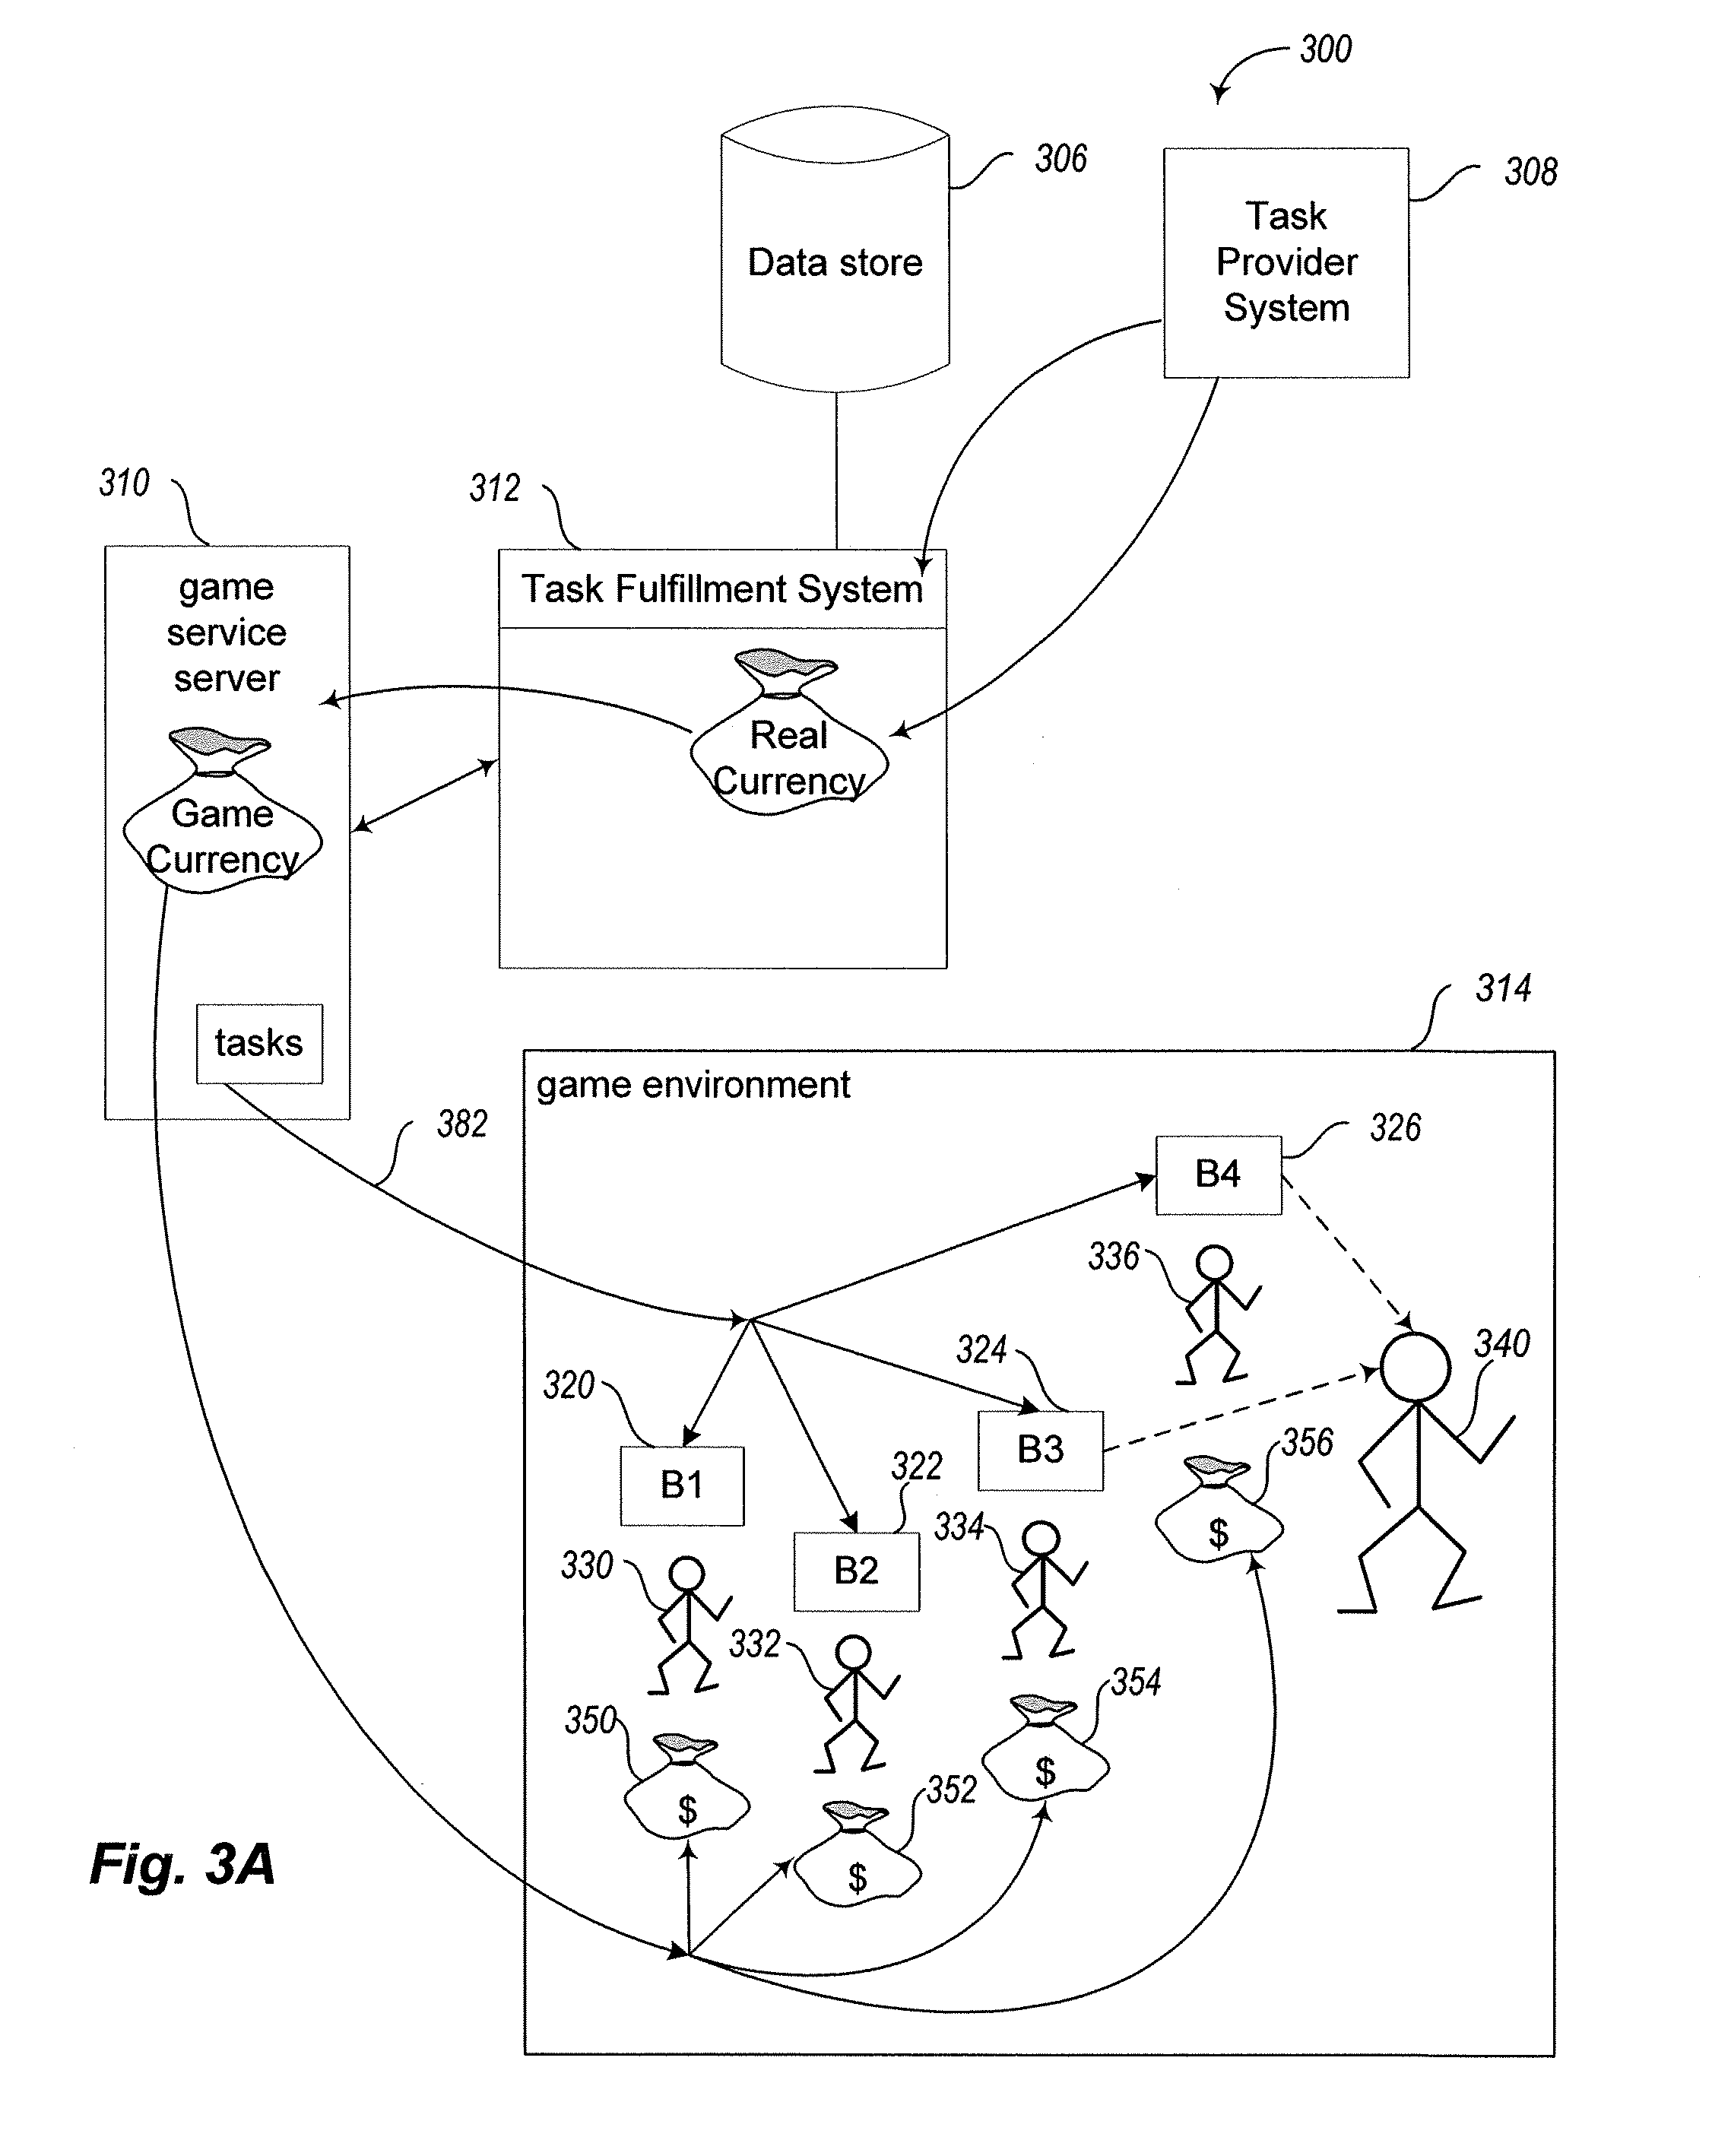 300
306
308
Task
Provider
System
Data store
310
312
game
service
server
Task Fulfillment System
Real
Currency
Game
Currency
tasks
314
game environment
382
326
B4
336
324
340
320
B3
356
B1
322
334
$
330
B2
332
354
350
352
$
$
$
Fig. 3A